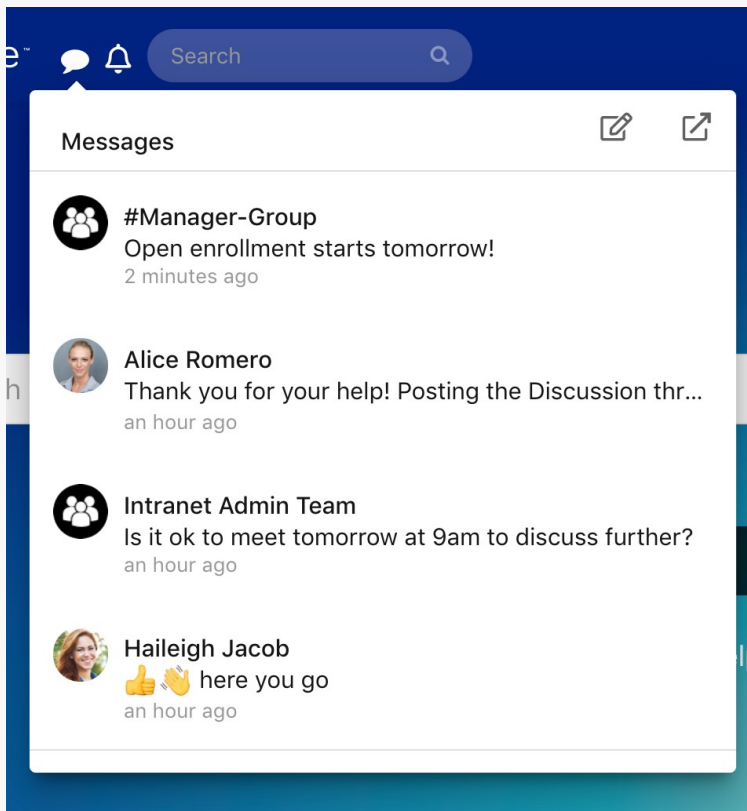 e™
Search
Messages
#Manager-Group
Open enrollment starts tomorrow!
2 minutes ago
Alice Romero
Thank you for your help! Posting the Discussion thr...
an hour ago
h
Intranet Admin Team
Is it ok to meet tomorrow at 9am to discuss further?
an hour ago
Haileigh Jacob
👍👋 here you go
an hour ago